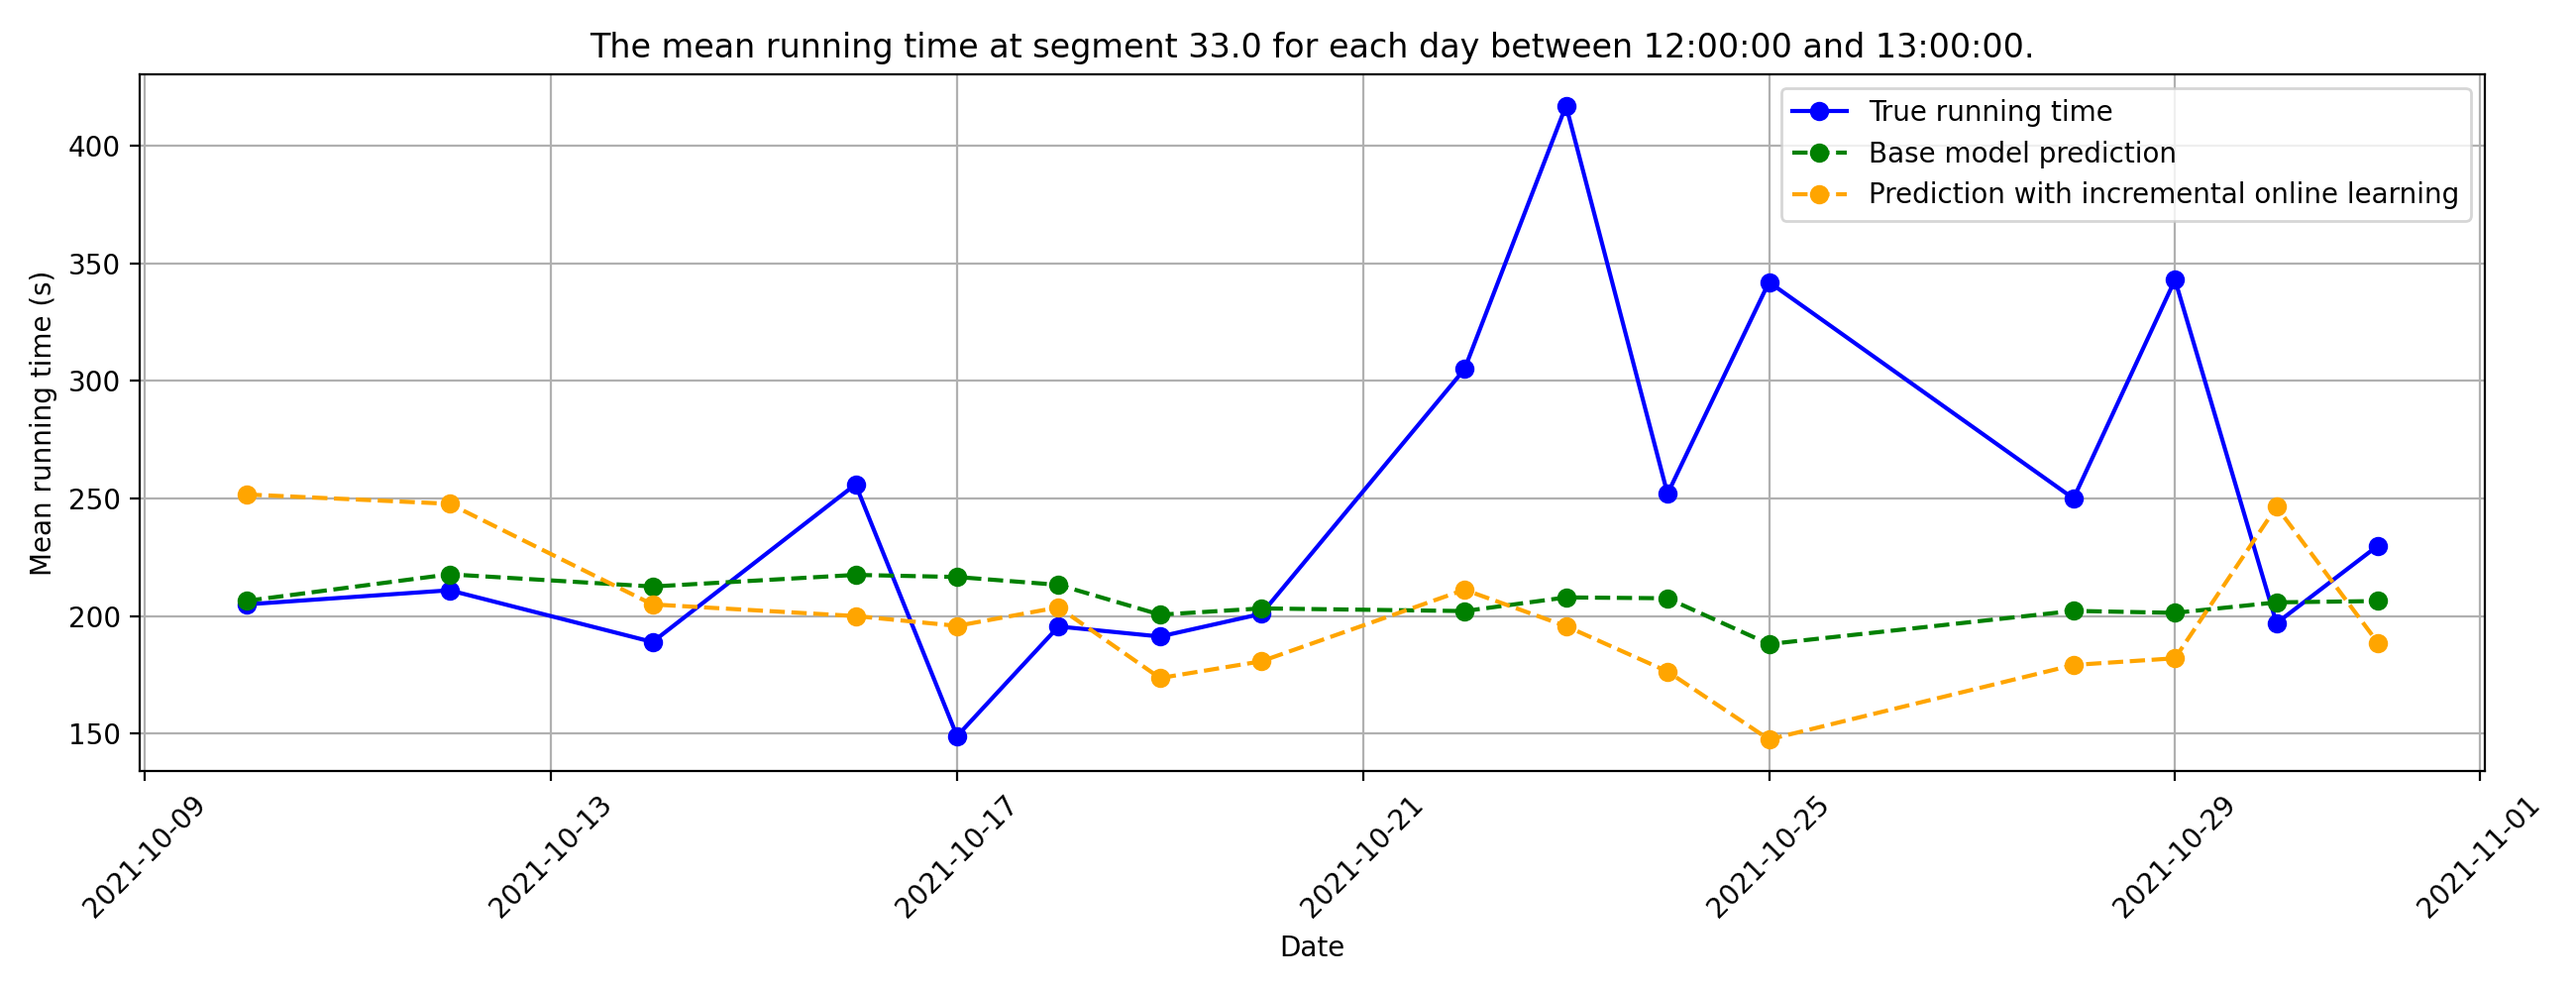 The mean running time at segment 33.0 for each day between 12:00:00 and 13:00:00.
True running time
Base model prediction
Prediction with incremental online learning
Mean running time (s)
400
350
300
250
200
150
2021-10-09
2021-10-13
2021-10-17
2021-10-21
2021-10-25
2021-10-29
2021-11-01
Date